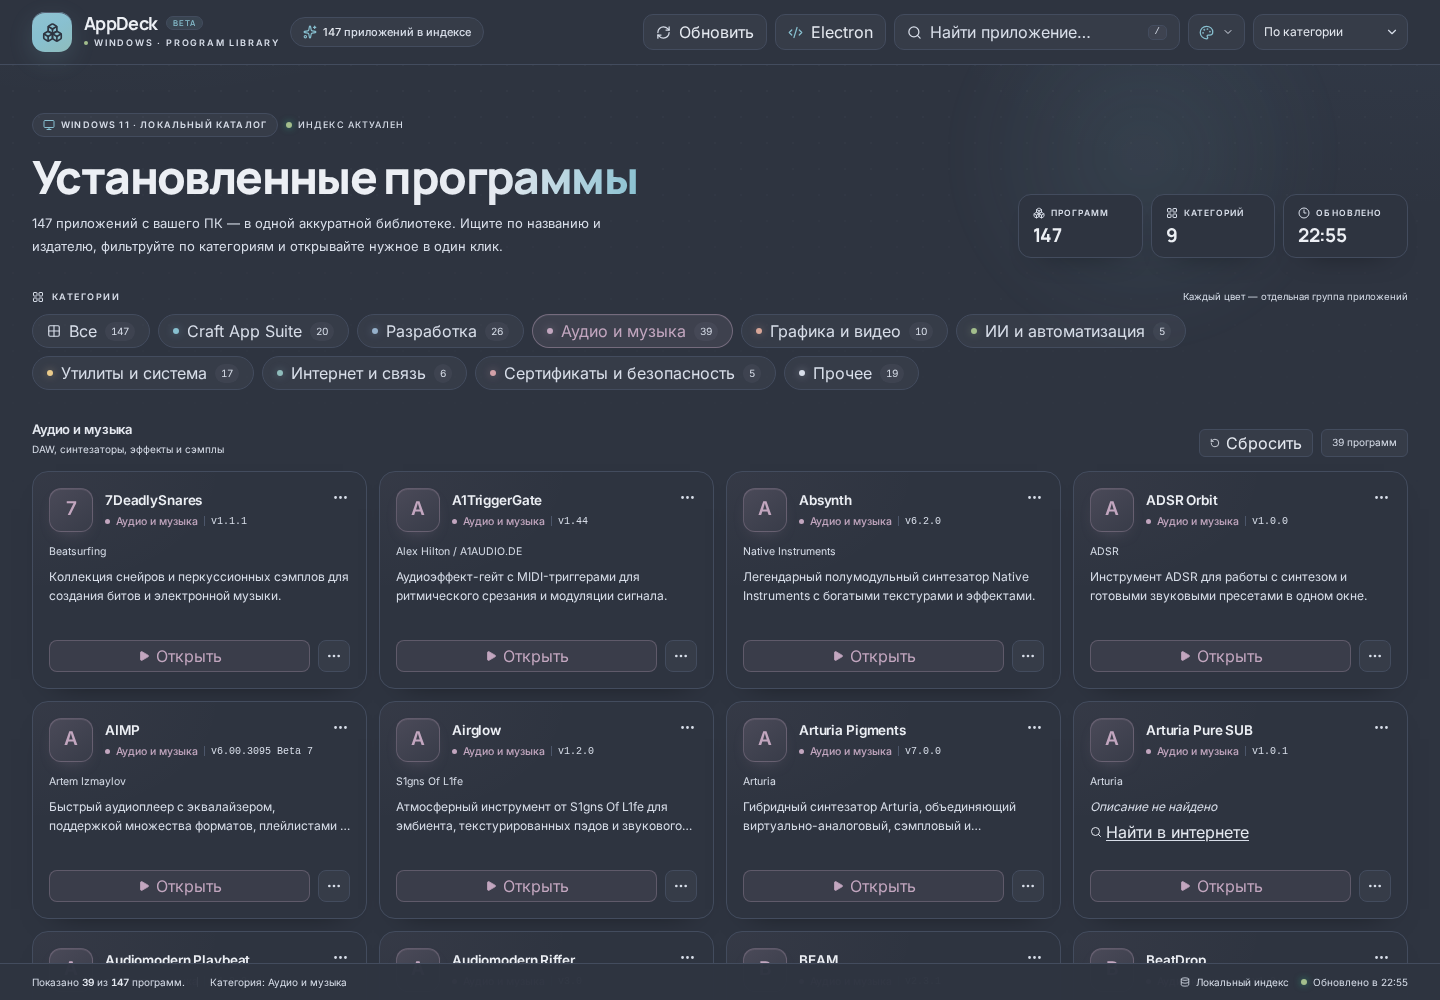 AppDeck BETA
WINDOWS · PROGRAM LIBRARY
147 приложений в индексе
Обновить
Electron
Найти приложение... /
По категории
WINDOWS 11 · ЛОКАЛЬНЫЙ КАТАЛОГ
ИНДЕКС АКТУАЛЕН
Установленные программы
147 приложений с вашего ПК — в одной аккуратной библиотеке. Ищите по названию и
издателю, фильтруйте по категориям и открывайте нужное в один клик.
ПРОГРАММ
147
КАТЕГОРИЙ
9
ОБНОВЛЕНО
22:55
КАТЕГОРИИ
Каждый цвет — отдельная группа приложений
Все 147
Craft App Suite 20
Разработка 26
Аудио и музыка 39
Графика и видео 10
ИИ и автоматизация 5
Утилиты и система 17
Интернет и связь 6
Сертификаты и безопасность 5
Прочее 19
Аудио и музыка
DAW, синтезаторы, эффекты и сэмплы
Сбросить
39 программ
7
7DeadlySnares
Аудио и музыка v1.1.1
Beatsurfing
Коллекция снейров и перкуссионных сэмплов для
создания битов и электронной музыки.
Открыть
A
A1TriggerGate
Аудио и музыка v1.44
Alex Hilton / A1AUDIO.DE
Аудиоэффект-гейт с MIDI-триггерами для
ритмического срезания и модуляции сигнала.
Открыть
A
Absynth
Аудио и музыка v6.2.0
Native Instruments
Легендарный полумодульный синтезатор Native
Instruments с богатыми текстурами и эффектами.
Открыть
A
ADSR Orbit
Аудио и музыка v1.0.0
ADSR
Инструмент ADSR для работы с синтезом и
готовыми звуковыми пресетами в одном окне.
Открыть
A
AIMP
Аудио и музыка v6.00.3095 Beta 7
Artem Izmaylov
Быстрый аудиоплеер с эквалайзером,
поддержкой множества форматов, плейлистами ...
Открыть
A
Airglow
Аудио и музыка v1.2.0
S1gns Of L1fe
Атмосферный инструмент от S1gns Of L1fe для
эмбиента, текстурированных пэдов и звукового...
Открыть
A
Arturia Pigments
Аудио и музыка v7.0.0
Arturia
Гибридный синтезатор Arturia, объединяющий
виртуально-аналоговый, сэмпловый и...
Открыть
A
Arturia Pure SUB
Аудио и музыка v1.0.1
Arturia
Описание не найдено
Найти в интернете
Открыть
Audiomodern Playbeat
Audiomodern Riffer
BEAM
BeatDrop
Показано 39 из 147 программ.
Категория: Аудио и музыка
Локальный индекс
Обновлено в 22:55